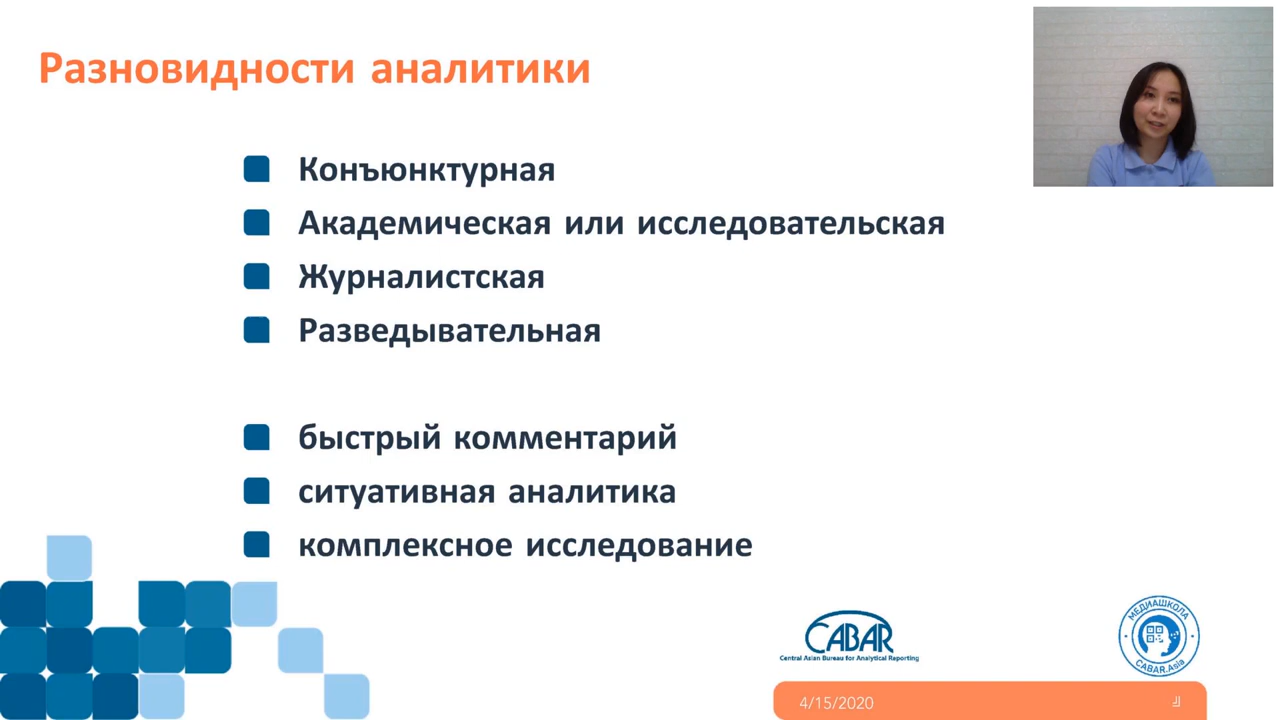 Разновидности аналитики
Конъюнктурная
Академическая или исследовательская
Журналистская
Разведывательная
быстрый комментарий
ситуативная аналитика
комплексное исследование
CABAR
Central Asian Bureau for Analytical Reporting
МЕДИАШКОЛА
CABAR.Asia
4/15/2020